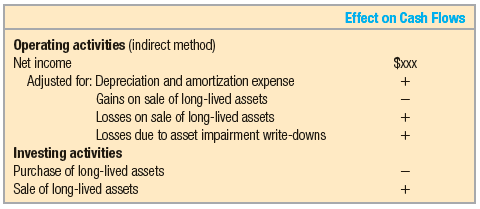 Effect on Cash Flows
Operating activities (indirect method)
Net income $xxx
Adjusted for: Depreciation and amortization expense +
Gains on sale of long-lived assets –
Losses on sale of long-lived assets +
Losses due to asset impairment write-downs +
Investing activities
Purchase of long-lived assets –
Sale of long-lived assets +